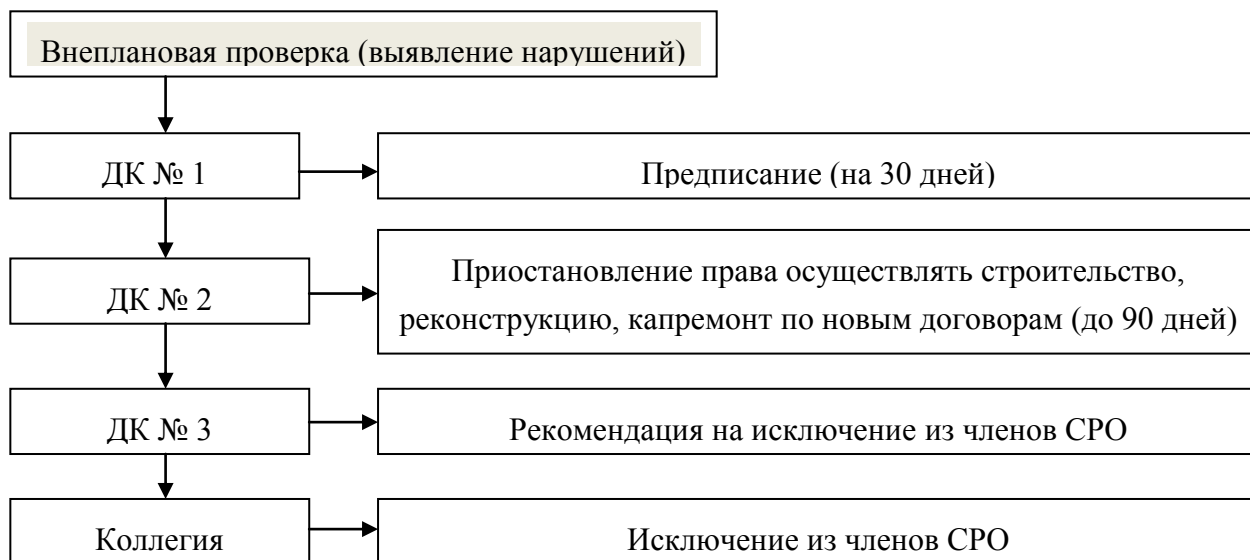 Внеплановая проверка (выявление нарушений)
ДК № 1
Предписание (на 30 дней)
ДК № 2
Приостановление права осуществлять строительство,
реконструкцию, капремонт по новым договорам (до 90 дней)
ДК № 3
Рекомендация на исключение из членов СРО
Коллегия
Исключение из членов СРО